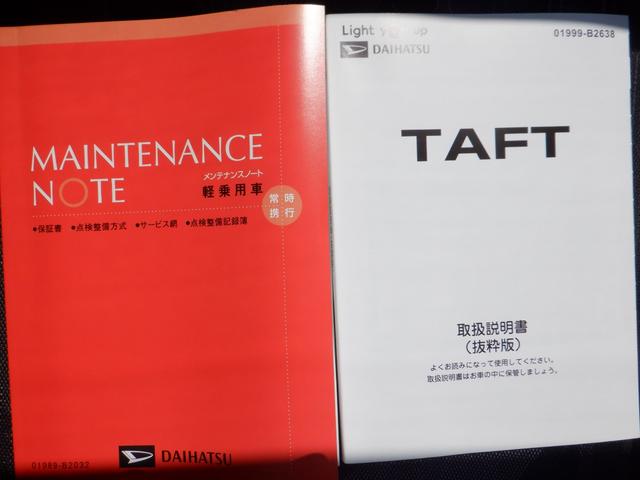 MAINTENANCE
NOTE
メンテナンスノート
軽乗用車
常時
携行
●保証書 ●点検整備方式 ●サービス網 ●点検整備記録簿
DAIHATSU
01989-B2032
Light you up
DAIHATSU
01999-B2638
TAFT
取扱説明書
(抜粋版)
よくお読みになって使用してください。
取扱説明書はお車の中に保管しましょう。